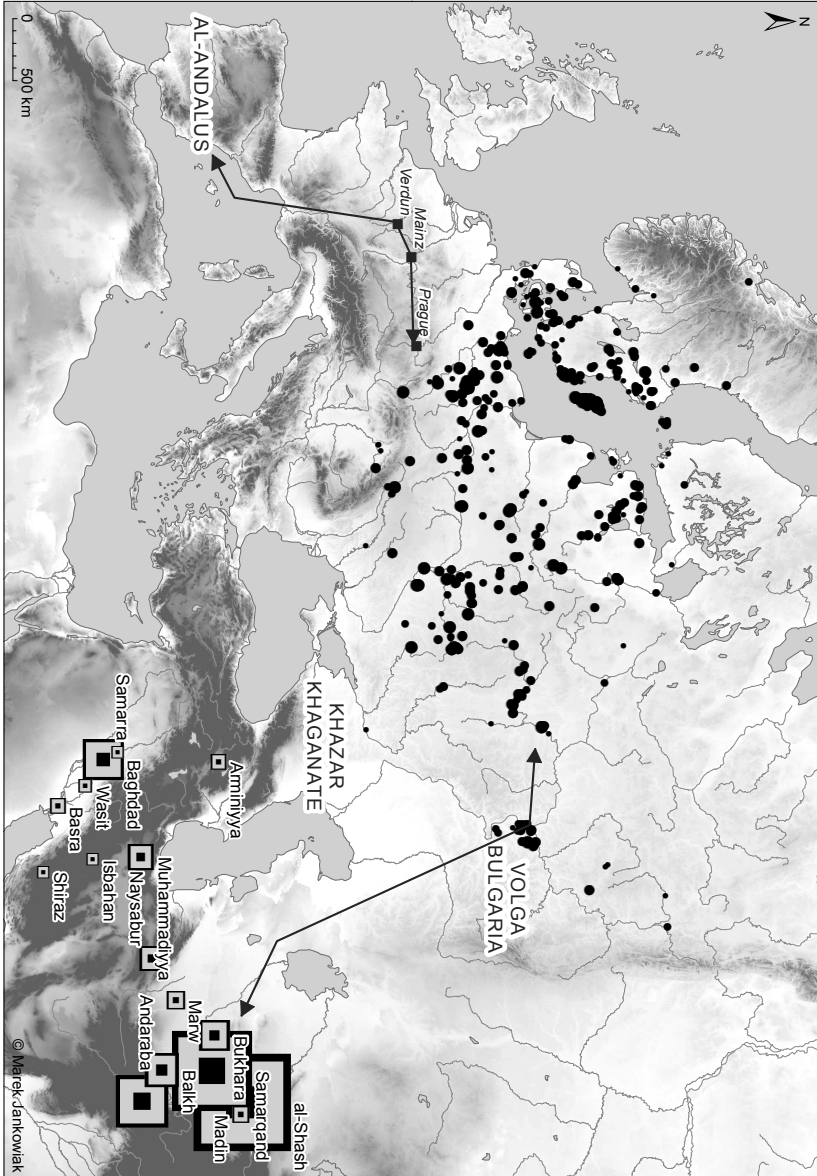 N
AL-ANDALUS
0
500 km
Verdun
Mainz
Prague
KHAZAR
KHAGANATE
VOLGA
BULGARIA
Samarra
Baghdad
Wasit
Basra
Arminiyya
Isbahan
Shiraz
Muhammadiyya
Naysabur
Marw
Andaraba
Bukhara
Balkh
Samarqand
Madin
al-Shash
© Marek Jankowiak